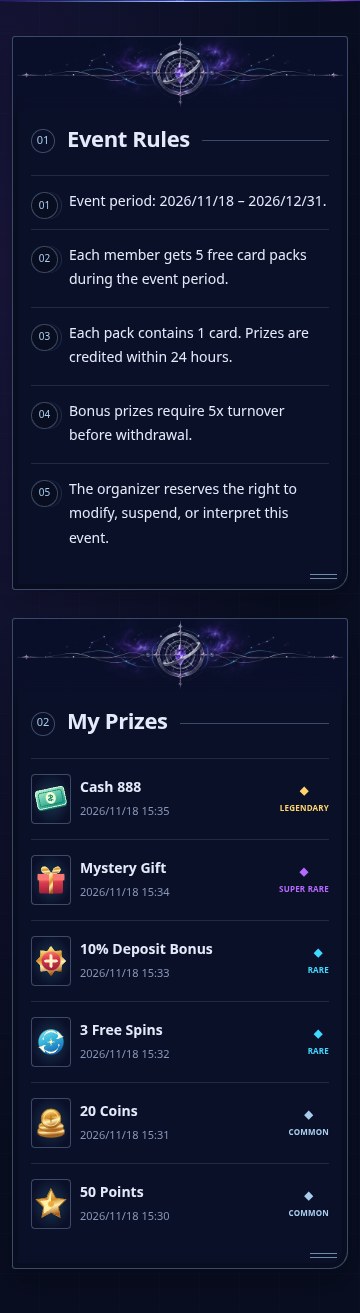 01 Event Rules
01 Event period: 2026/11/18 – 2026/12/31.
02 Each member gets 5 free card packs
during the event period.
03 Each pack contains 1 card. Prizes are
credited within 24 hours.
04 Bonus prizes require 5x turnover
before withdrawal.
05 The organizer reserves the right to
modify, suspend, or interpret this
event.
02 My Prizes
Cash 888
2026/11/18 15:35
LEGENDARY
Mystery Gift
2026/11/18 15:34
SUPER RARE
10% Deposit Bonus
2026/11/18 15:33
RARE
3 Free Spins
2026/11/18 15:32
RARE
20 Coins
2026/11/18 15:31
COMMON
50 Points
2026/11/18 15:30
COMMON